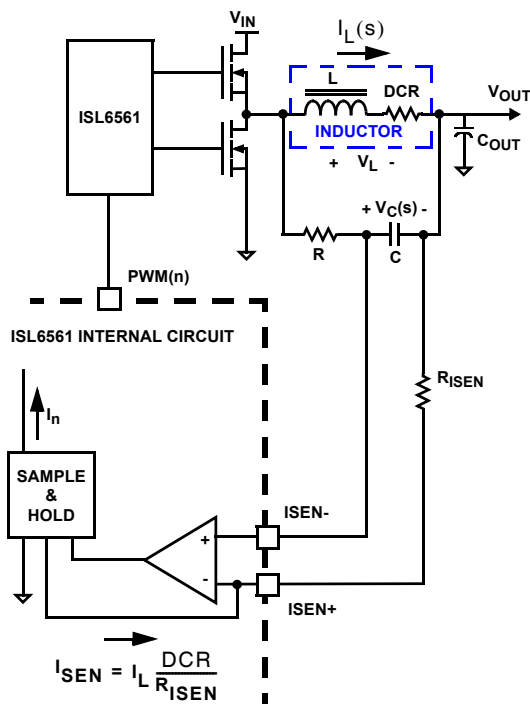 V_IN
I_L(s)
ISL6561
L
DCR
V_OUT
INDUCTOR
C_OUT
+ V_L -
+ V_C(s) -
R
C
PWM(n)
ISL6561 INTERNAL CIRCUIT
R_ISEN
I_n
SAMPLE
&
HOLD
ISEN-
+
-
ISEN+
I_SEN = I_L DCR/R_ISEN